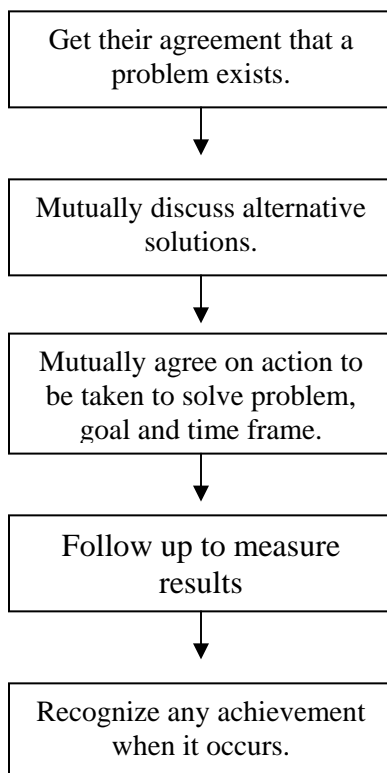 Get their agreement that a
problem exists.
Mutually discuss alternative
solutions.
Mutually agree on action to
be taken to solve problem,
goal and time frame.
Follow up to measure
results
Recognize any achievement
when it occurs.